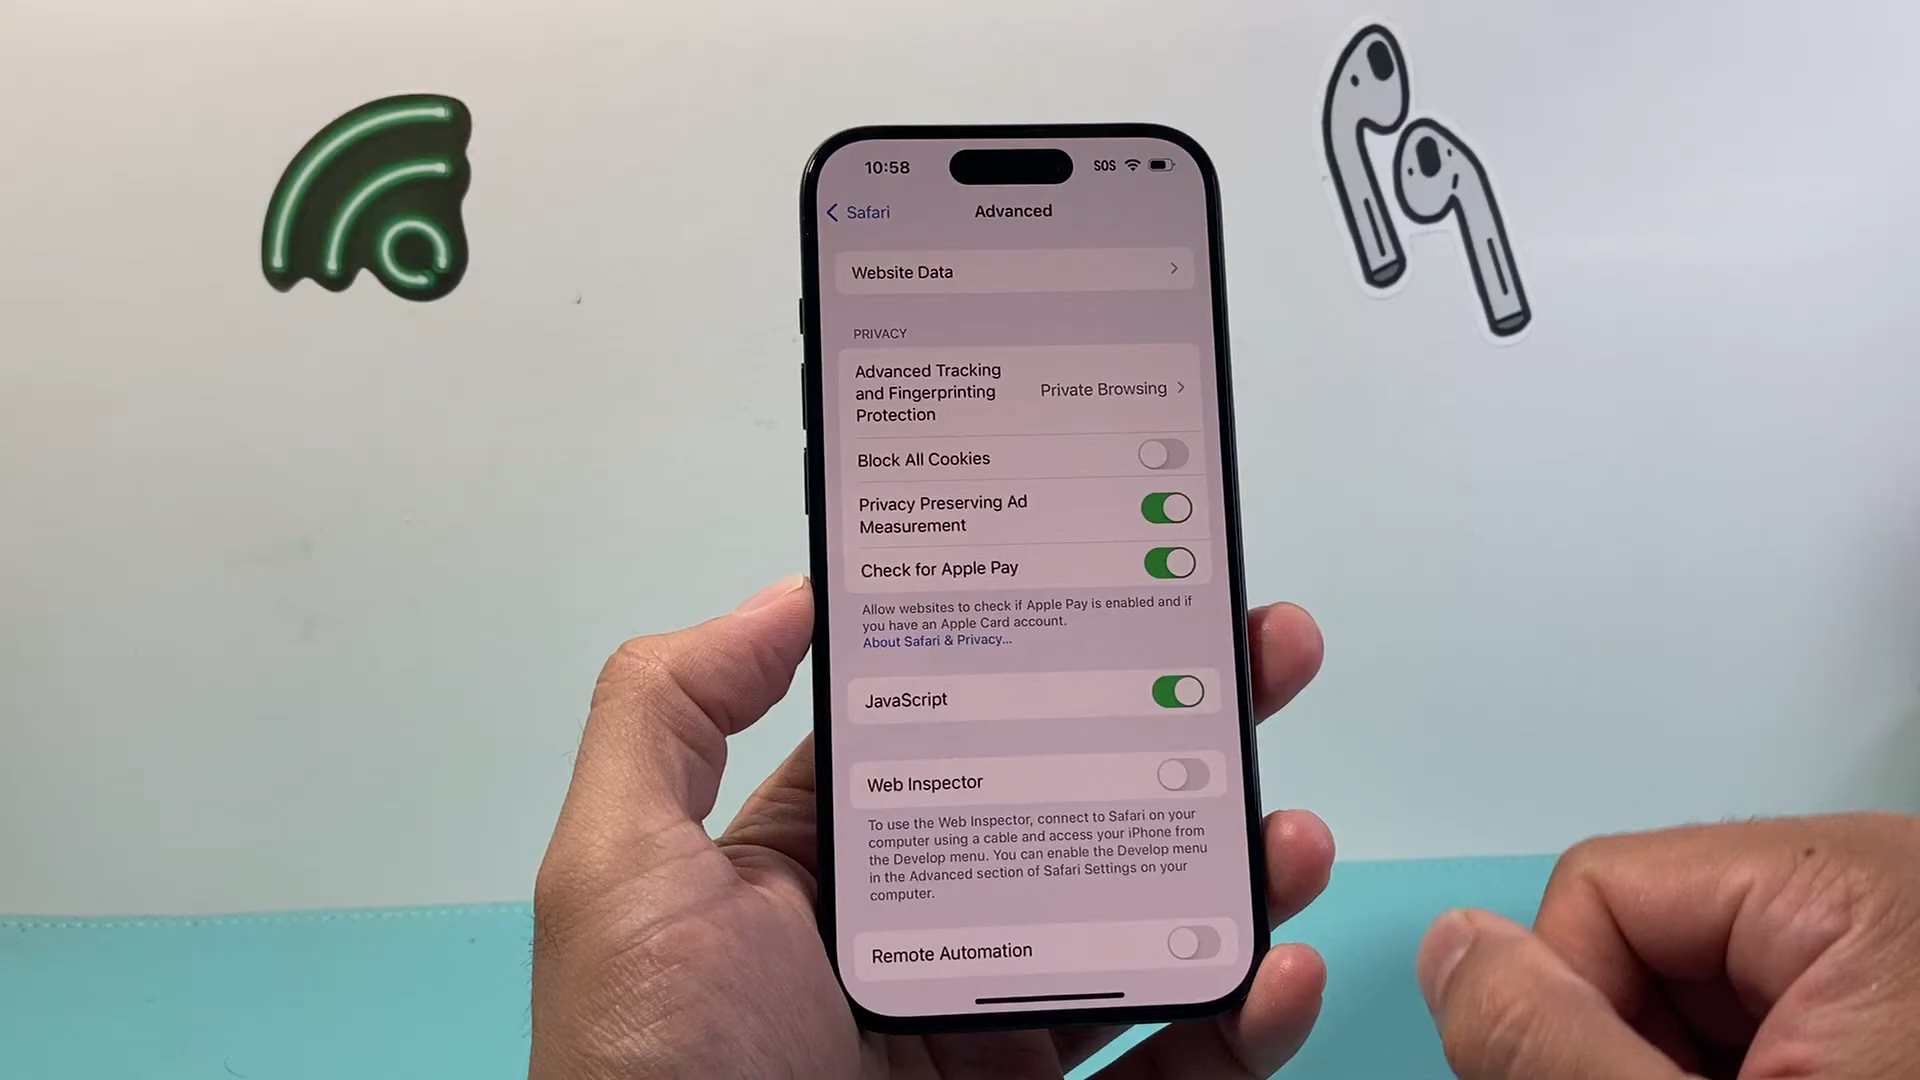 10:58
SOS
Safari
Advanced
Website Data
PRIVACY
Advanced Tracking
and Fingerprinting
Protection
Private Browsing
Block All Cookies
Privacy Preserving Ad
Measurement
Check for Apple Pay
Allow websites to check if Apple Pay is enabled and if
you have an Apple Card account.
About Safari & Privacy...
JavaScript
Web Inspector
To use the Web Inspector, connect to Safari on your
computer using a cable and access your iPhone from
the Develop menu. You can enable the Develop menu
in the Advanced section of Safari Settings on your
computer.
Remote Automation